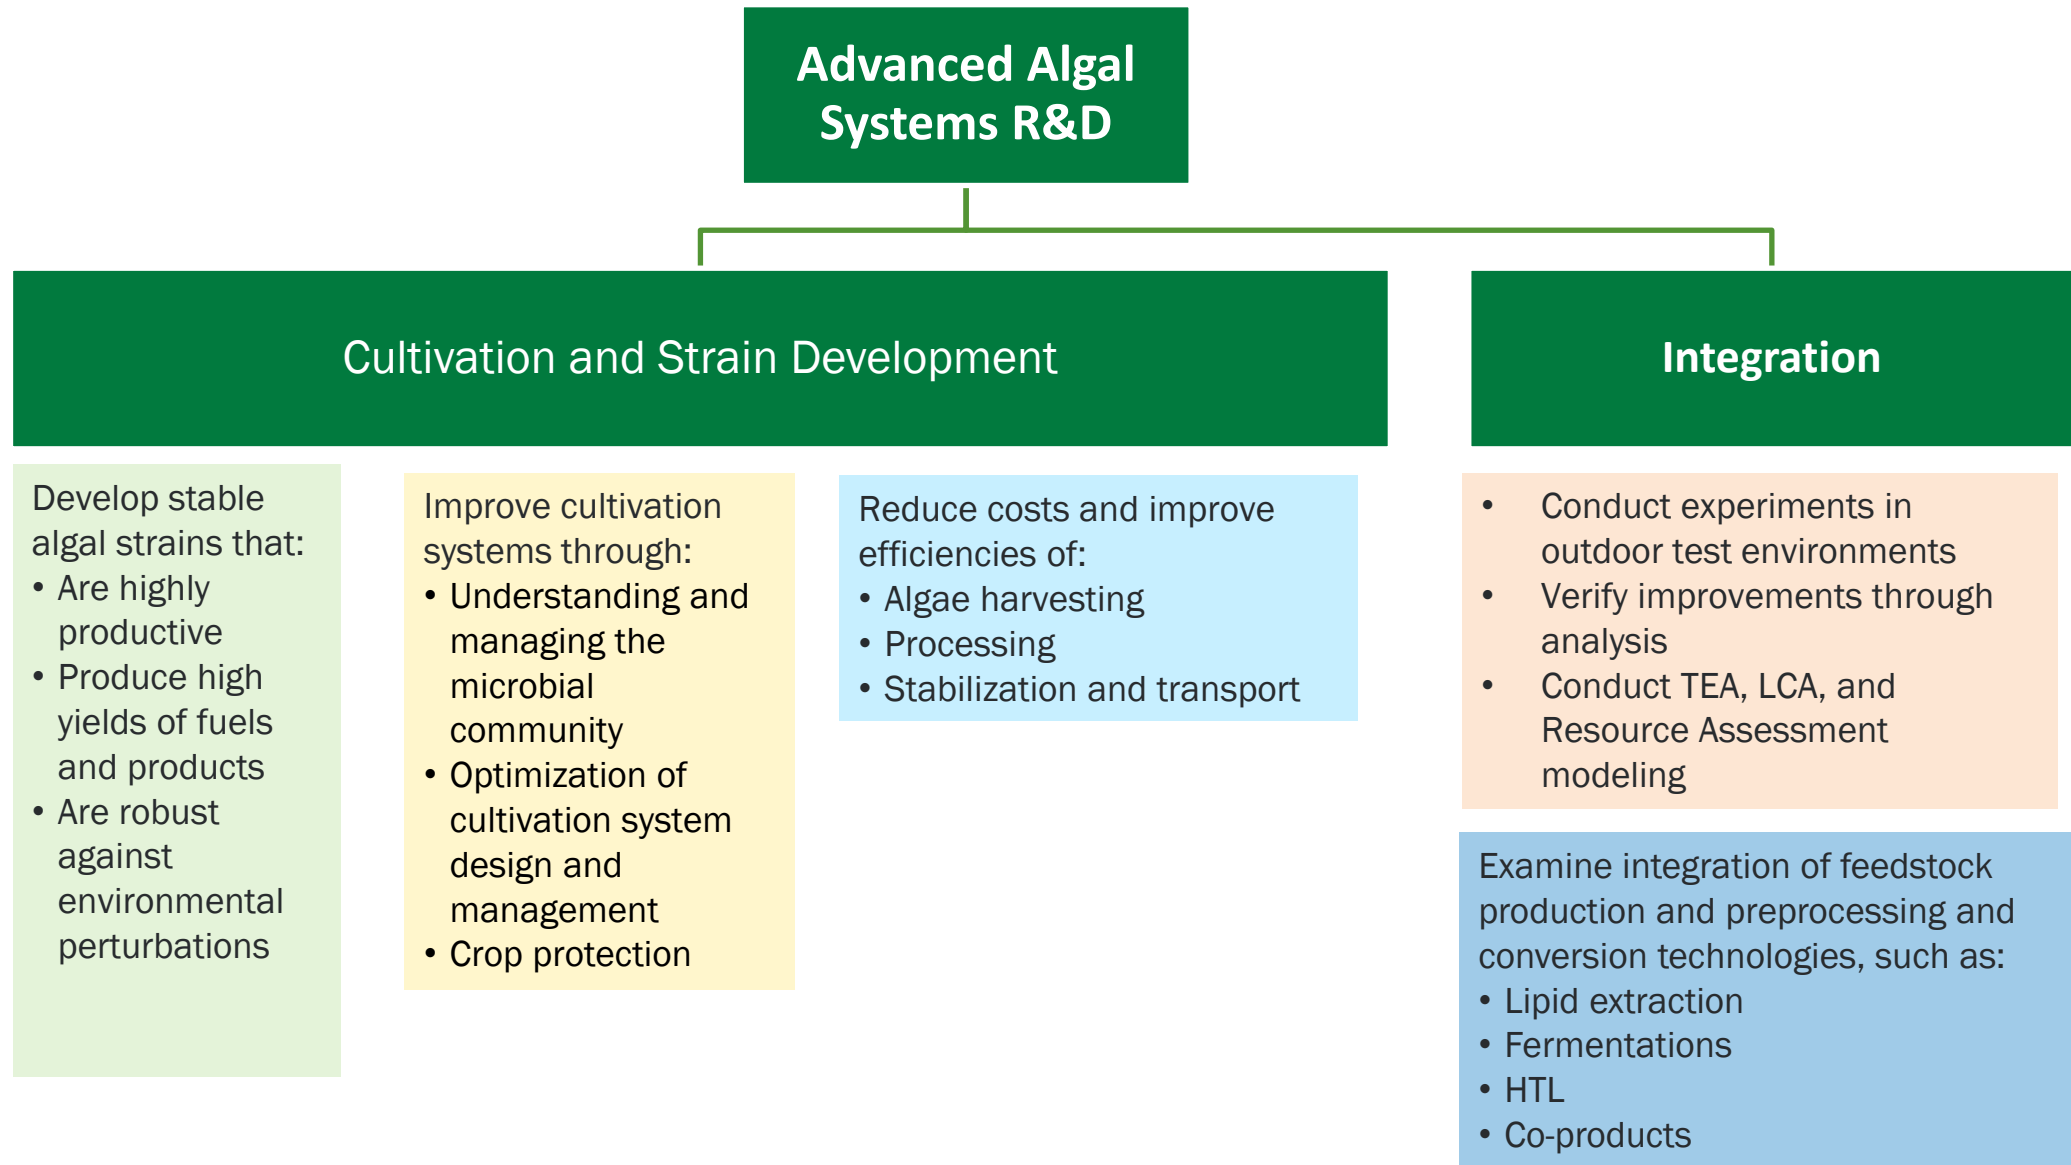 Advanced Algal
Systems R&D
Cultivation and Strain Development
Integration
Develop stable
algal strains that:
• Are highly
productive
• Produce high
yields of fuels
and products
• Are robust
against
environmental
perturbations
Improve cultivation
systems through:
• Understanding and
managing the
microbial
community
• Optimization of
cultivation system
design and
management
• Crop protection
Reduce costs and improve
efficiencies of:
• Algae harvesting
• Processing
• Stabilization and transport
• Conduct experiments in
outdoor test environments
• Verify improvements through
analysis
• Conduct TEA, LCA, and
Resource Assessment
modeling
Examine integration of feedstock
production and preprocessing and
conversion technologies, such as:
• Lipid extraction
• Fermentations
• HTL
• Co-products